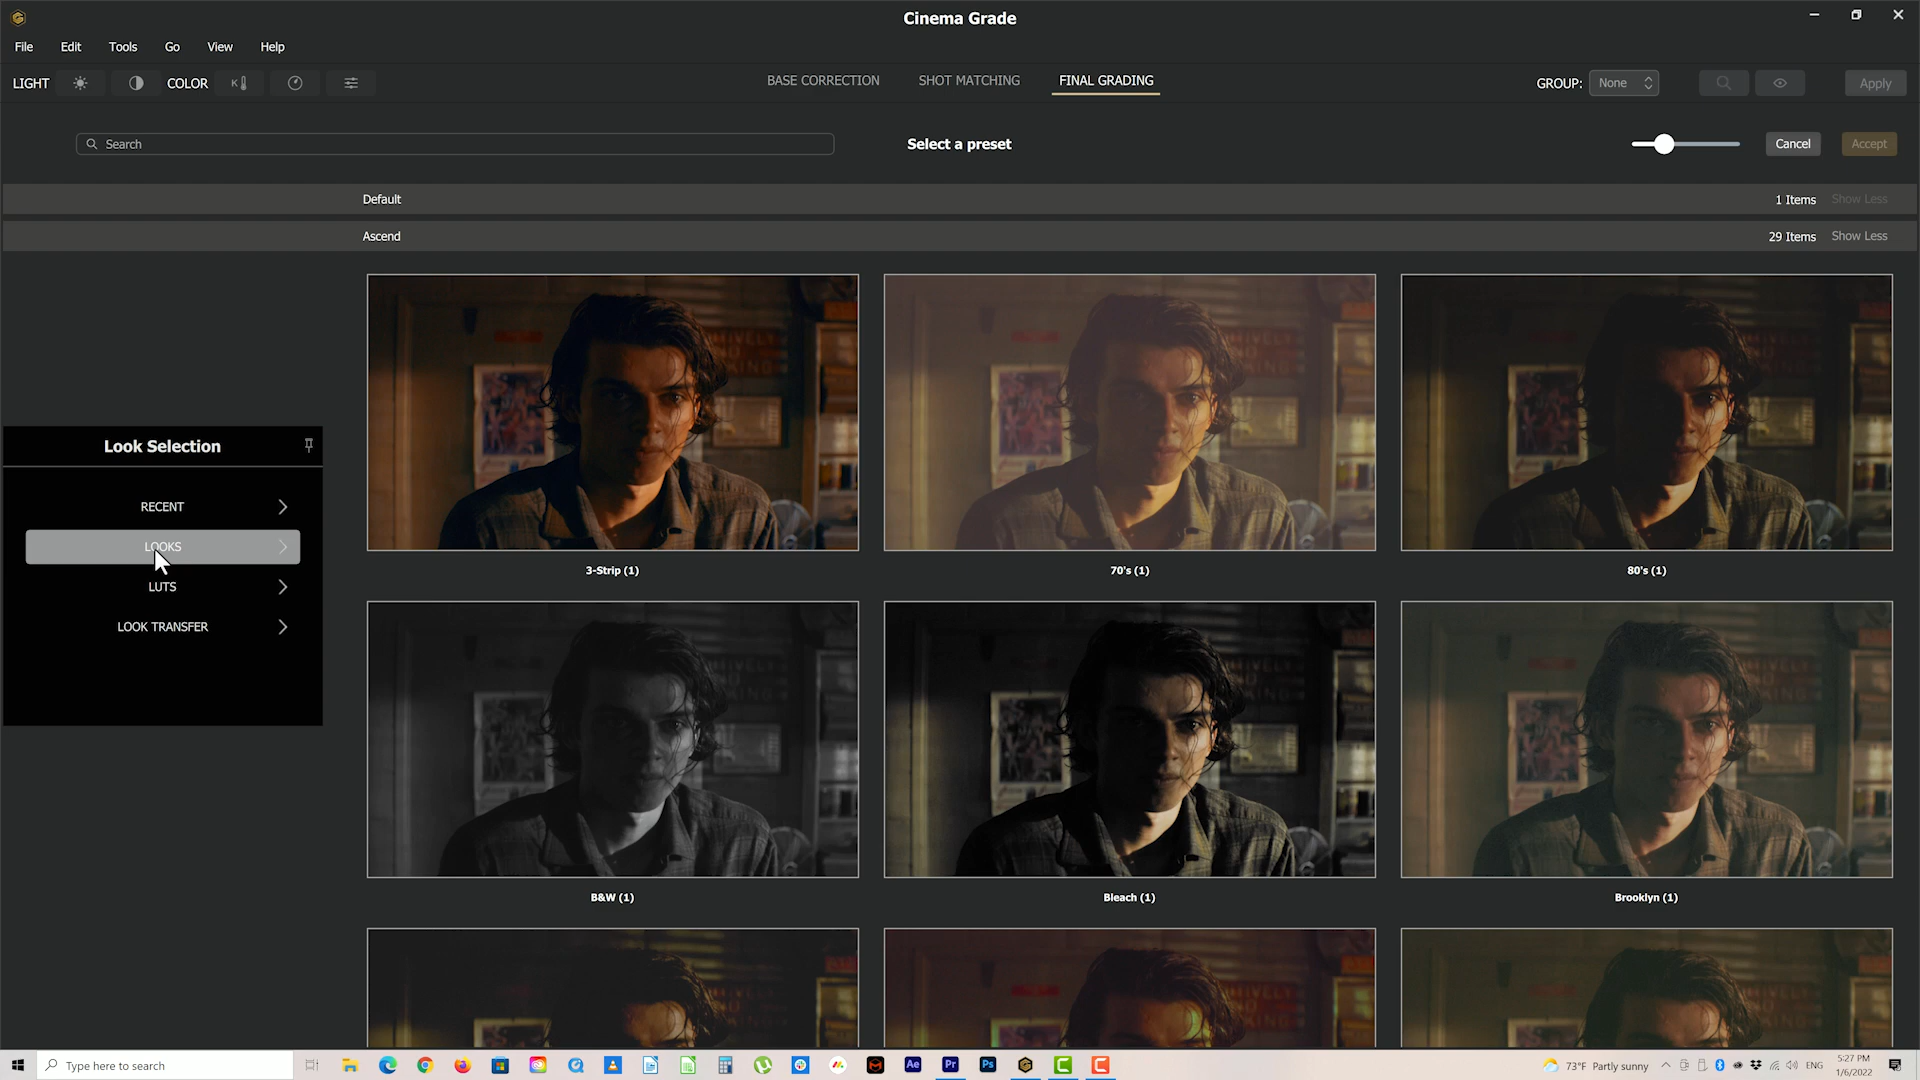 Cinema Grade
File Edit Tools Go View Help
LIGHT COLOR K BASE CORRECTION SHOT MATCHING FINAL GRADING GROUP: None Apply
Search Select a preset Cancel Accept
Default 1 Items Show Less
Ascend 29 Items Show Less
Look Selection
RECENT
LOOKS
LUTS
LOOK TRANSFER
3-Strip (1) 70's (1) 80's (1)
B&W (1) Bleach (1) Brooklyn (1)
Type here to search Ae Pr Ps 73°F Partly sunny ENG 5:27 PM
1/6/2022